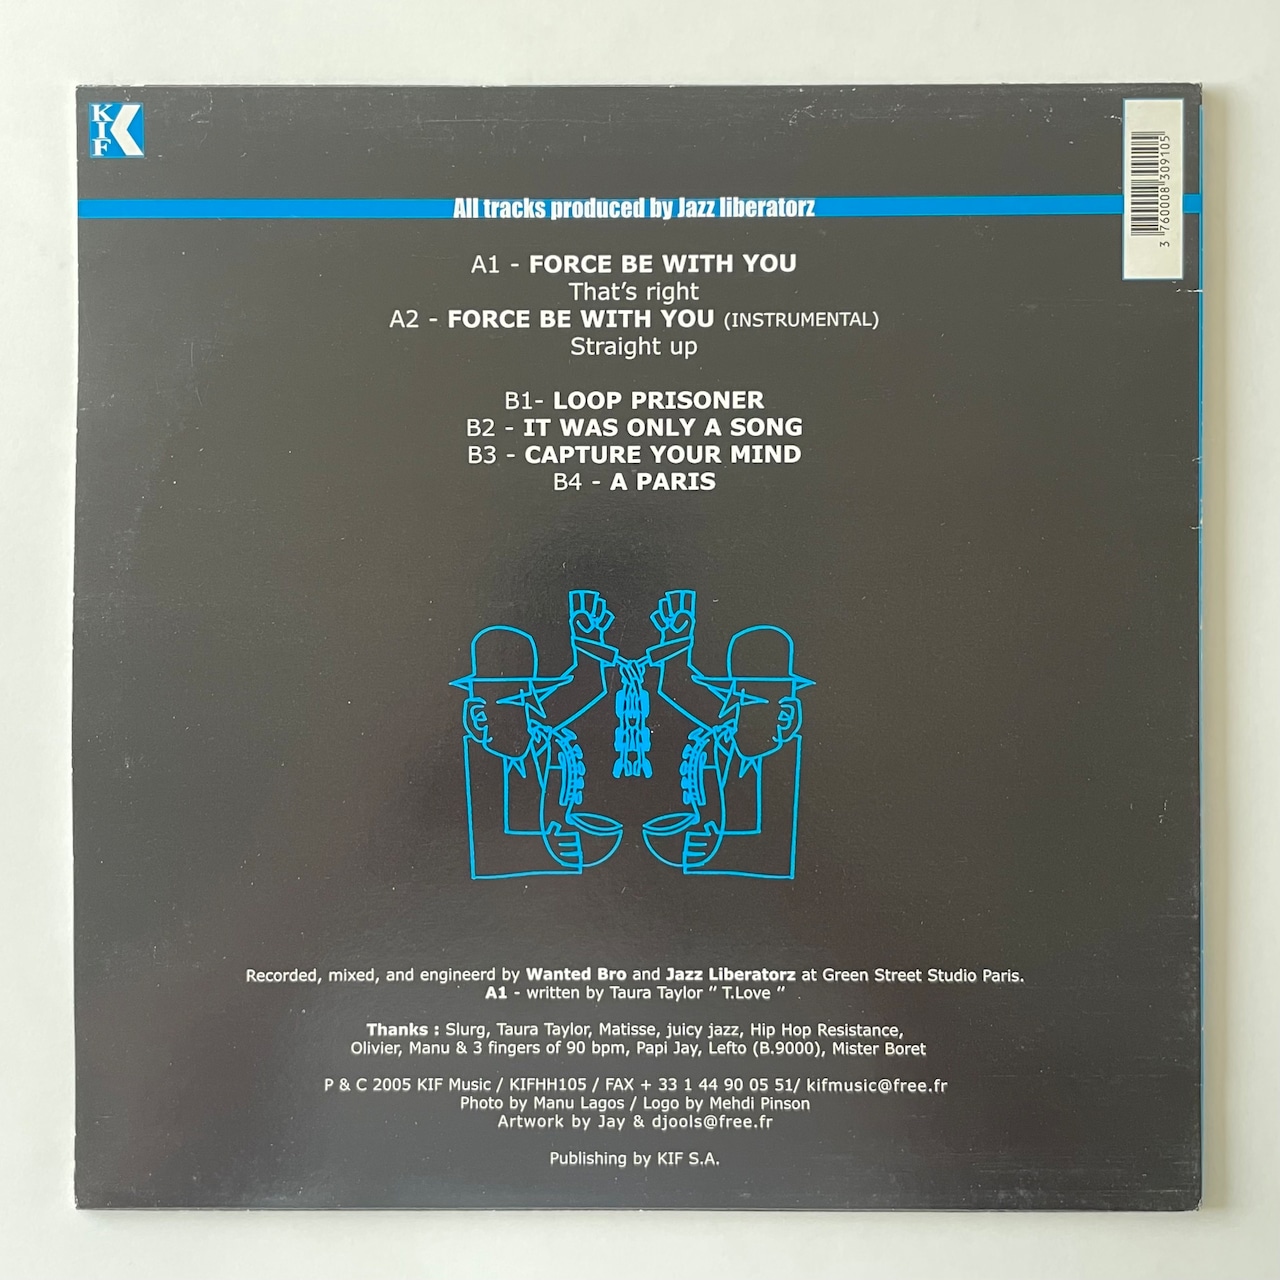 KIF
All tracks produced by Jazz liberatorz
A1 - FORCE BE WITH YOU
That's right
A2 - FORCE BE WITH YOU (INSTRUMENTAL)
Straight up
B1- LOOP PRISONER
B2 - IT WAS ONLY A SONG
B3 - CAPTURE YOUR MIND
B4 - A PARIS
Recorded, mixed, and engineerd by Wanted Bro and Jazz Liberatorz at Green Street Studio Paris.
A1 - written by Taura Taylor " T.Love "
Thanks : Slurg, Taura Taylor, Matisse, juicy jazz, Hip Hop Resistance,
Olivier, Manu & 3 fingers of 90 bpm, Papi Jay, Lefto (B.9000), Mister Boret
P & C 2005 KIF Music / KIFHH105 / FAX + 33 1 44 90 05 51/ kifmusic@free.fr
Photo by Manu Lagos / Logo by Mehdi Pinson
Artwork by Jay & djools@free.fr
Publishing by KIF S.A.
3 760008 309105